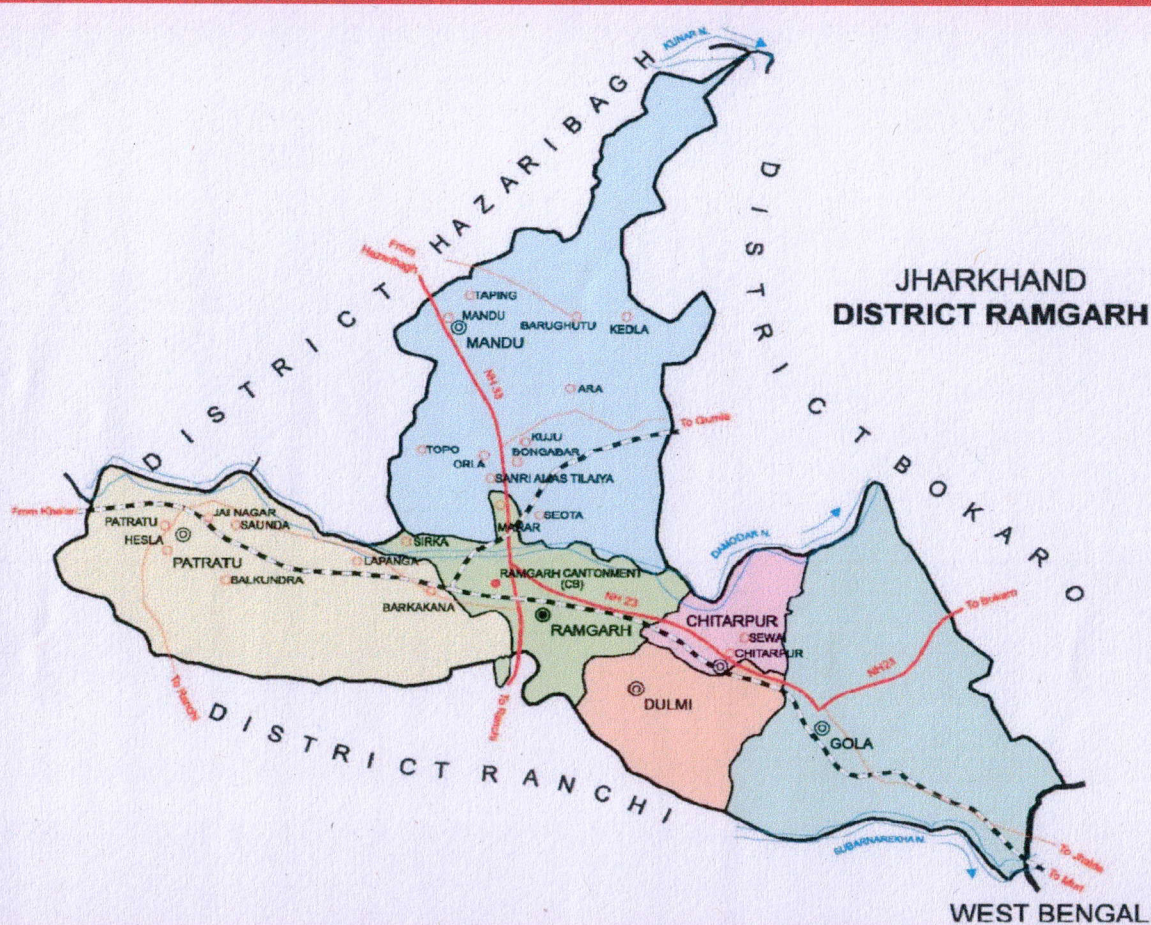 KUNAR N.
DISTRICT HAZARIBAGH
DISTRICT BOKARO
JHARKHAND
DISTRICT RAMGARH
From
Hazaribagh
TAPING
MANDU
MANDU
BARUGHUTU
KEDLA
NH 33
ARA
To Gumia
KUJU
TOPO
BONGABAR
ORLA
SANRI ALIAS TILAIYA
MARAR
SEOTA
From Khalari
JAI NAGAR
PATRATU
SAUNDA
HESLA
PATRATU
SIRKA
LAPANGA
BALKUNDRA
BARKAKANA
DAMODAR N.
RAMGARH CANTONMENT
(CB)
NH 23
RAMGARH
CHITARPUR
SEWA
CHITARPUR
To Bokaro
NH23
DULMI
GOLA
To Ranchi
To Ranchi
DISTRICT RANCHI
SUBARNAREKHA N.
To Jhalda
To Muri
WEST BENGAL